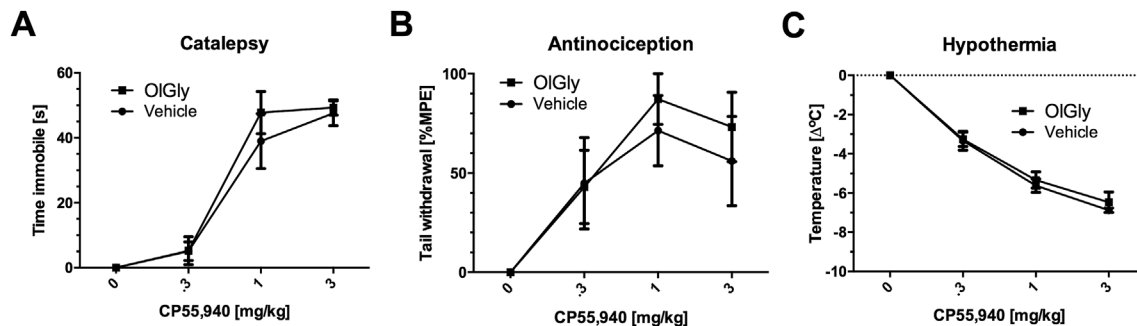 A
Catalepsy
Time immobile [s]
60
40
20
0
OlGly
Vehicle
0
.3
1
3
CP55,940 [mg/kg]
B
Antinociception
Tail withdrawal [%MPE]
100
50
0
OlGly
Vehicle
0
.3
1
3
CP55,940 [mg/kg]
C
Hypothermia
Temperature [Δ°C]
0
-2
-4
-6
-8
-10
OlGly
Vehicle
0
.3
1
3
CP55,940 [mg/kg]